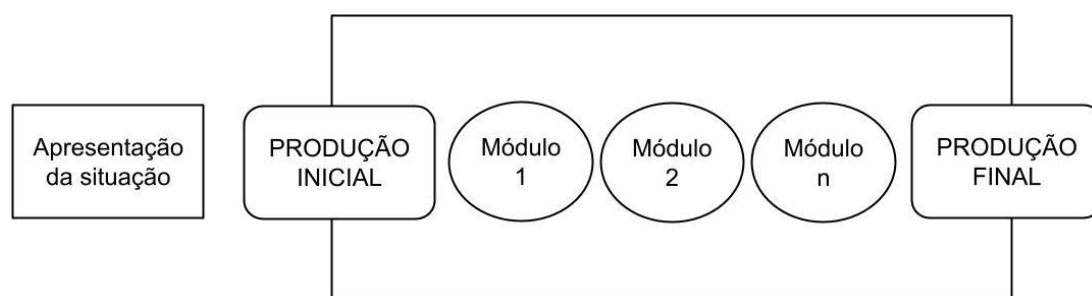 Apresentação
da situação
PRODUÇÃO
INICIAL
Módulo
1
Módulo
2
Módulo
n
PRODUÇÃO
FINAL